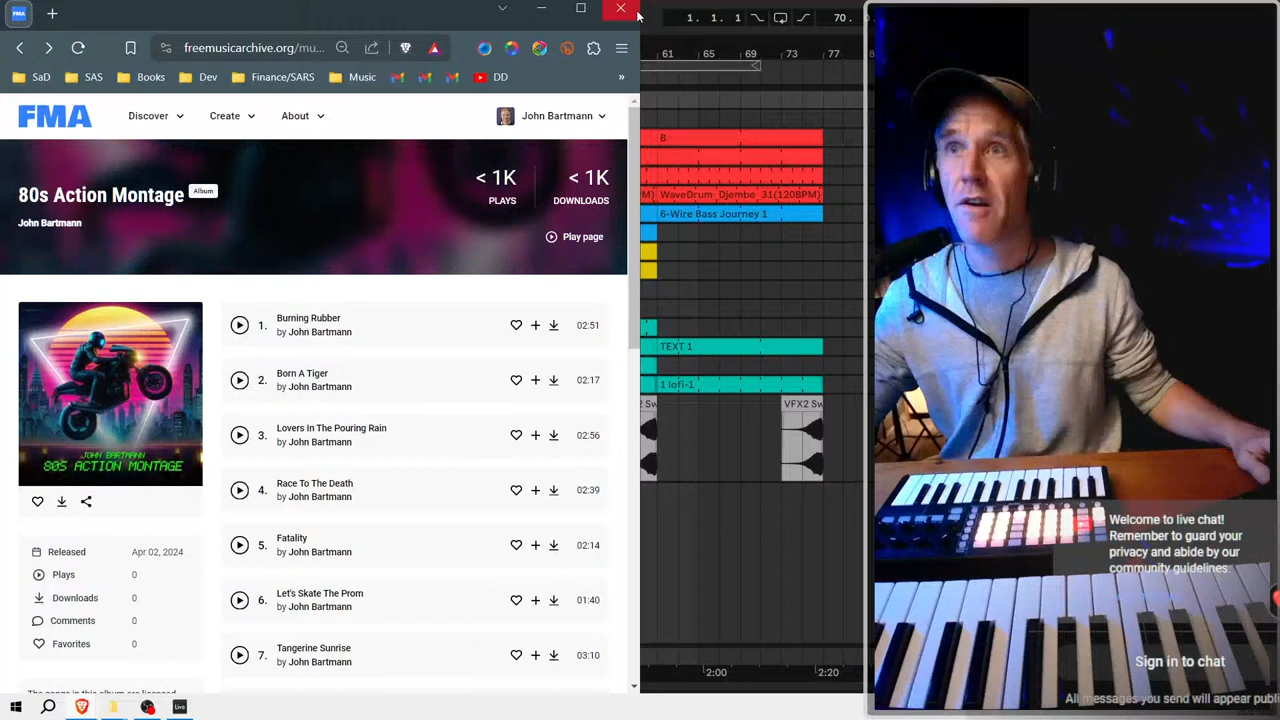 1. 1. 1
70.
freemusicarchive.org/mu...
SaD
SAS
Books
Dev
Finance/SARS
Music
DD
»
61
65
69
73
77
FMA
Discover
Create
About
John Bartmann
80s Action Montage
Album
John Bartmann
< 1K
PLAYS
< 1K
DOWNLOADS
Play page
B
WaveDrum_Djembe_31(120BPM)
6-Wire Bass Journey 1
TEXT 1
1 lofi-1
VFX2 Sw
JOHN BARTMANN
80S ACTION MONTAGE
1. Burning Rubber
by John Bartmann
02:51
2. Born A Tiger
by John Bartmann
02:17
3. Lovers In The Pouring Rain
by John Bartmann
02:56
4. Race To The Death
by John Bartmann
02:39
5. Fatality
by John Bartmann
02:14
6. Let's Skate The Prom
by John Bartmann
01:40
7. Tangerine Sunrise
by John Bartmann
03:10
Released Apr 02, 2024
Plays 0
Downloads 0
Comments 0
Favorites 0
The songs in this album are licensed
2:00
2:20
Live
Welcome to live chat!
Remember to guard your
privacy and abide by our
community guidelines.
Sign in to chat
All messages you send will appear publi